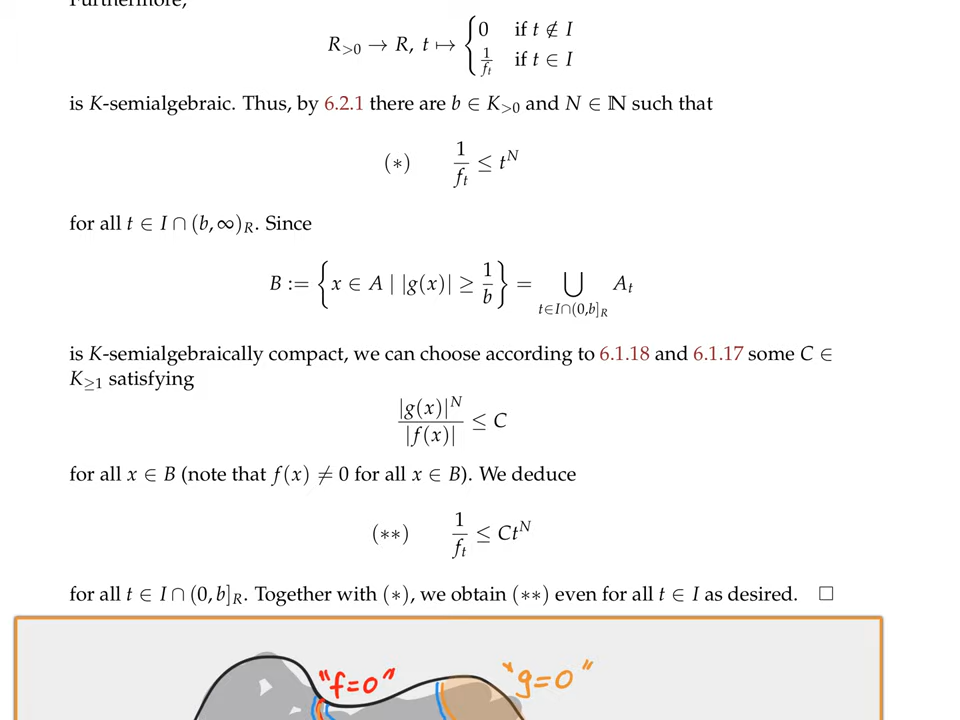 Furthermore,
R>0 → R, t ↦ {0 if t ∉ I
1/f_t if t ∈ I
is K-semialgebraic. Thus, by 6.2.1 there are b ∈ K>0 and N ∈ ℕ such that
(∗) 1/f_t ≤ t^N
for all t ∈ I ∩ (b, ∞)_R. Since
B := {x ∈ A | |g(x)| ≥ 1/b} = ⋃_{t∈I∩(0,b]_R} A_t
is K-semialgebraically compact, we can choose according to 6.1.18 and 6.1.17 some C ∈
K≥1 satisfying
|g(x)|^N / |f(x)| ≤ C
for all x ∈ B (note that f(x) ≠ 0 for all x ∈ B). We deduce
(∗∗) 1/f_t ≤ Ct^N
for all t ∈ I ∩ (0, b]_R. Together with (∗), we obtain (∗∗) even for all t ∈ I as desired. □
"f=0"
"g=0"